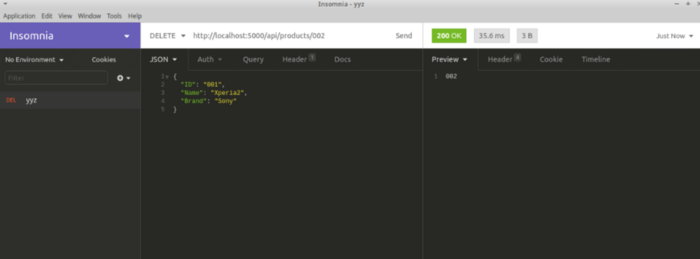 Insomnia - yyz
Application Edit View Window Tools Help
Insomnia
DELETE http://localhost:5000/api/products/002 Send
200 OK 35.6 ms 3 B Just Now
No Environment Cookies
JSON Auth Query Header 1 Docs
Preview Header 4 Cookie Timeline
Filter
DEL yyz
1 {
2 "ID": "001",
3 "Name": "Xperia2",
4 "Brand": "Sony"
5 }
1 002